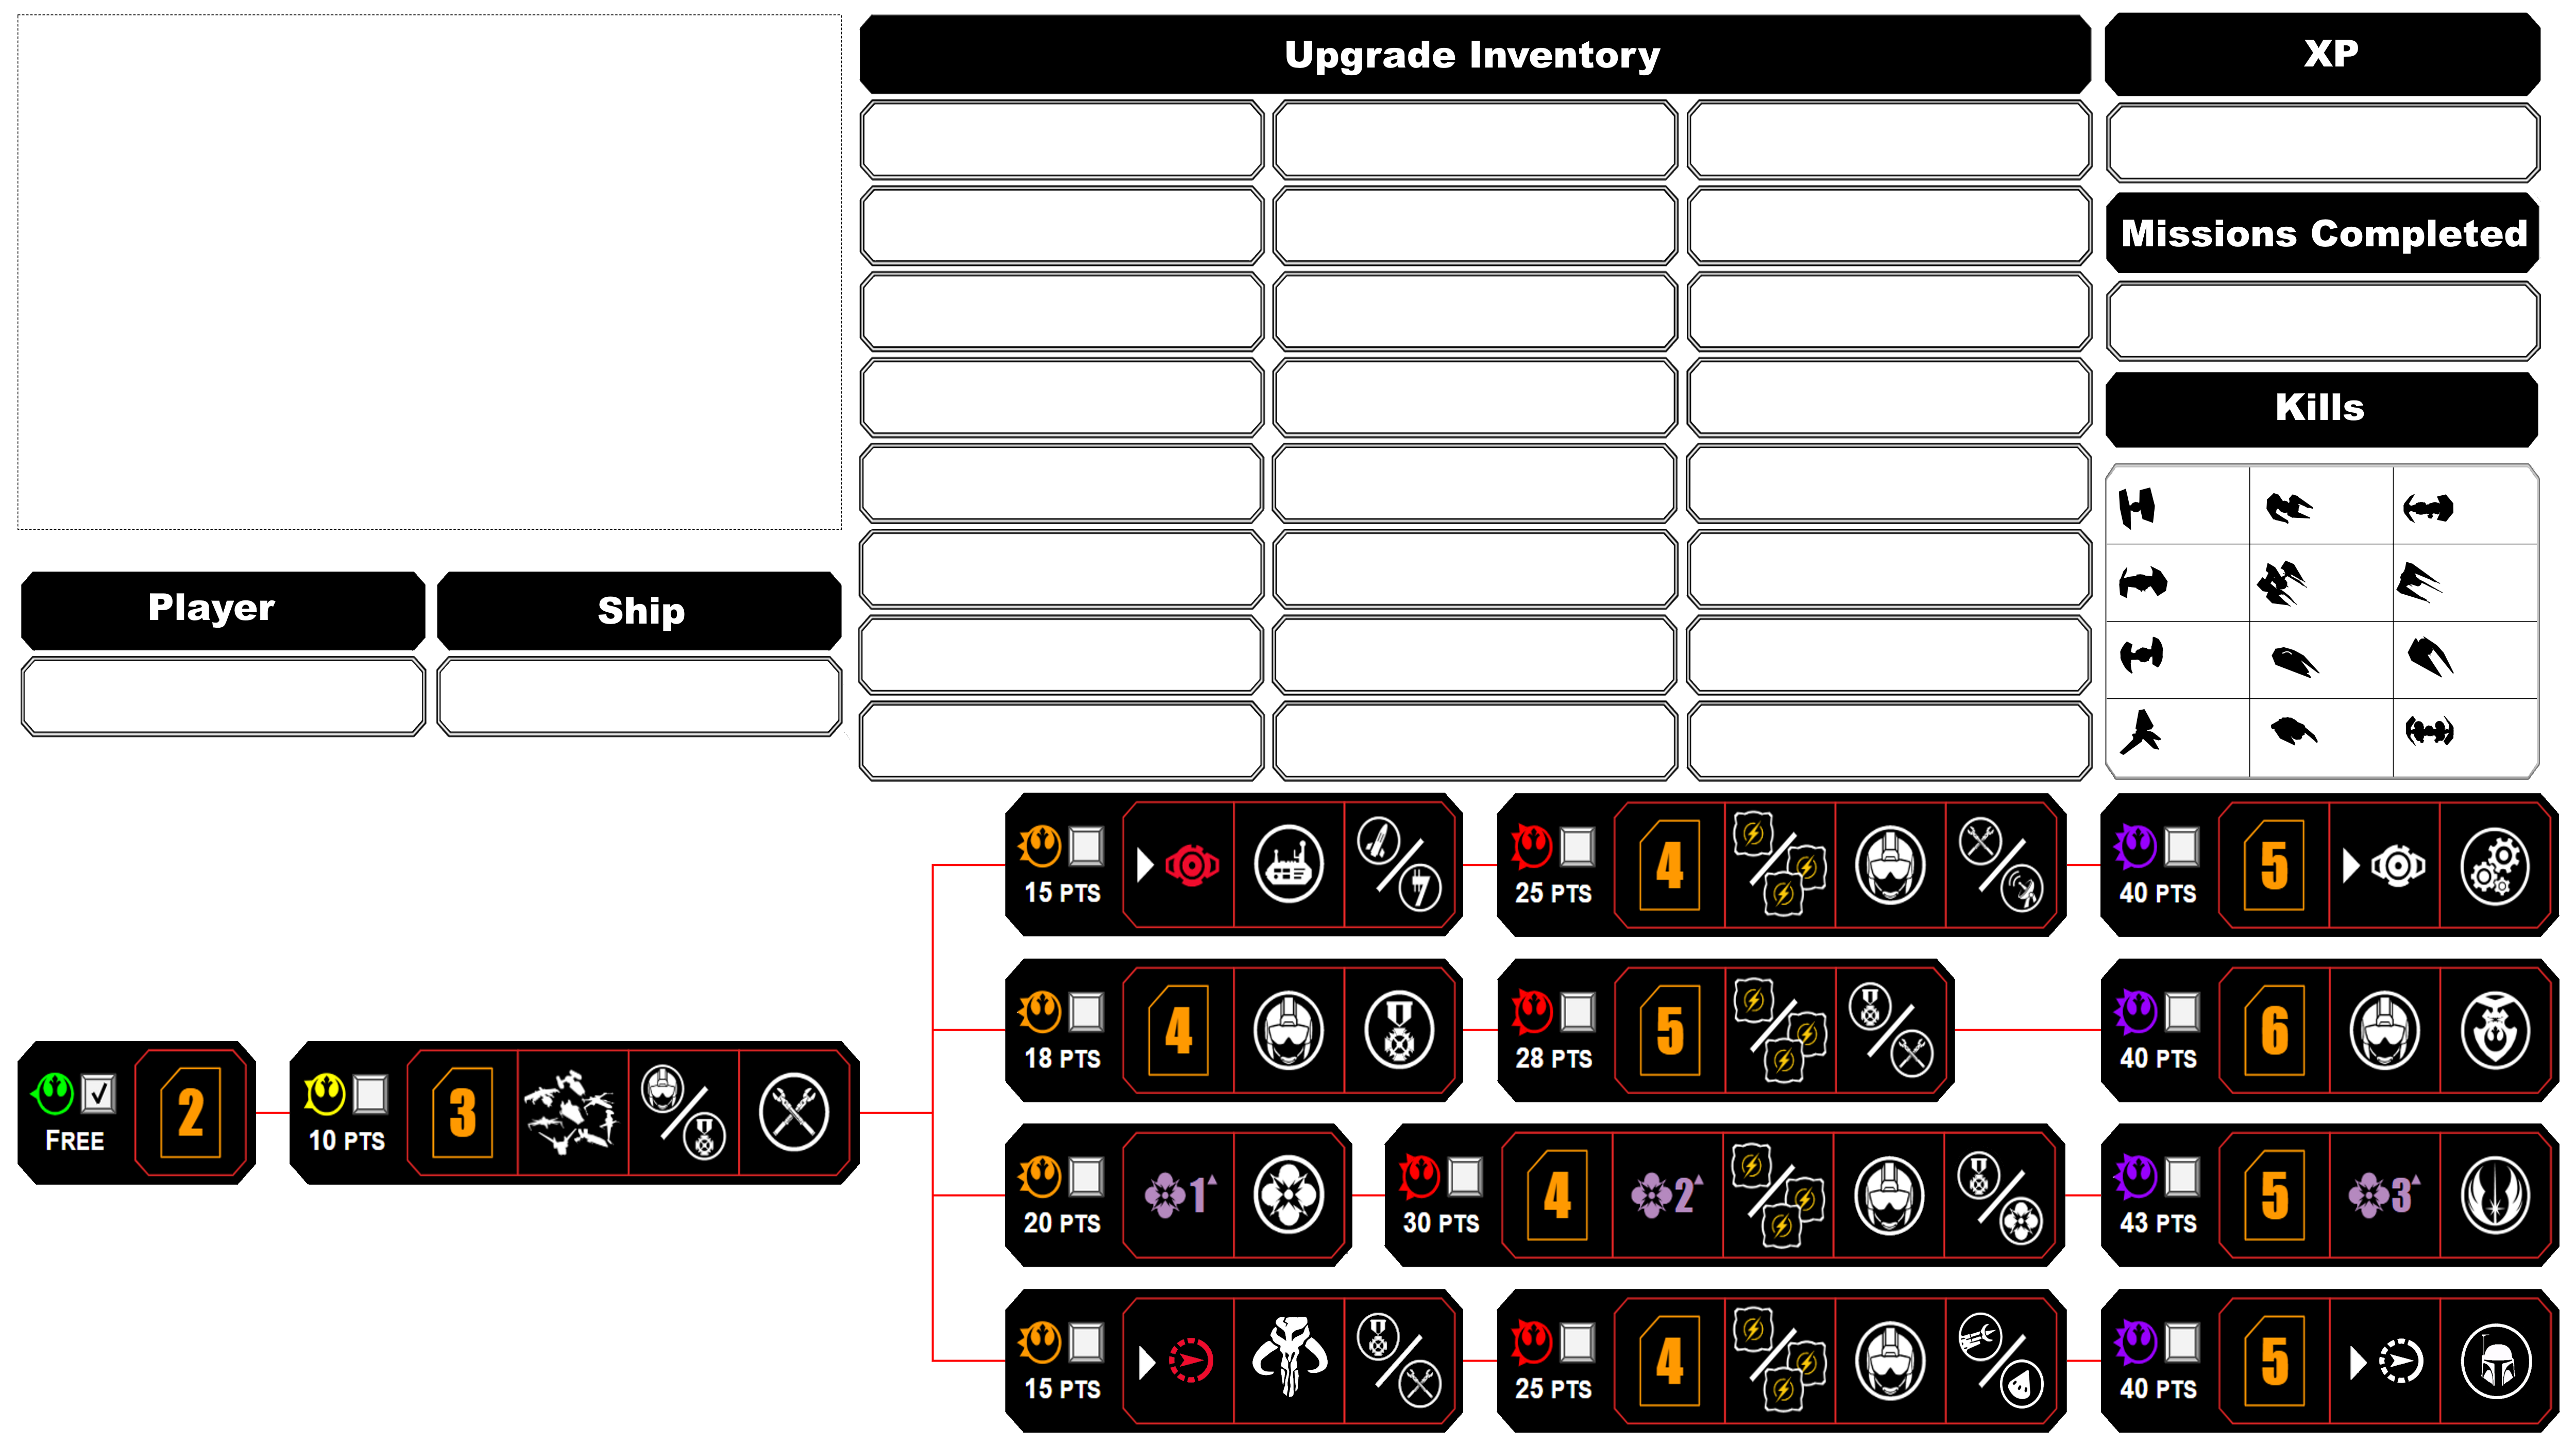 Upgrade Inventory
XP
Missions Completed
Kills
Player
Ship
FREE
2
10 PTS
3
15 PTS
25 PTS
4
40 PTS
5
18 PTS
4
28 PTS
5
40 PTS
6
20 PTS
1
30 PTS
4
2
43 PTS
5
3
15 PTS
25 PTS
4
40 PTS
5